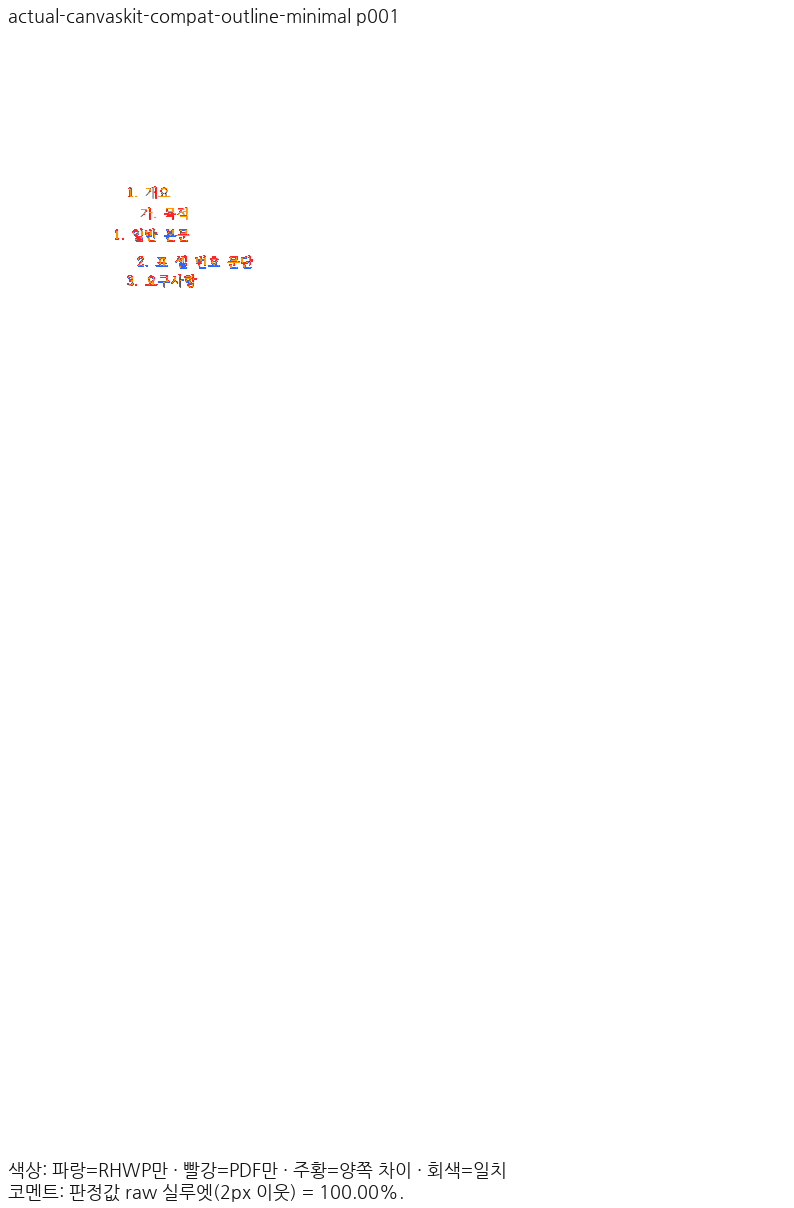 actual-canvaskit-compat-outline-minimal p001
1. 개요
가. 목적
1. 일반 본문
2. 표 셀 번호 문단
3. 요구사항
색상: 파랑=RHWP만 · 빨강=PDF만 · 주황=양쪽 차이 · 회색=일치
코멘트: 판정값 raw 실루엣(2px 이웃) = 100.00%.